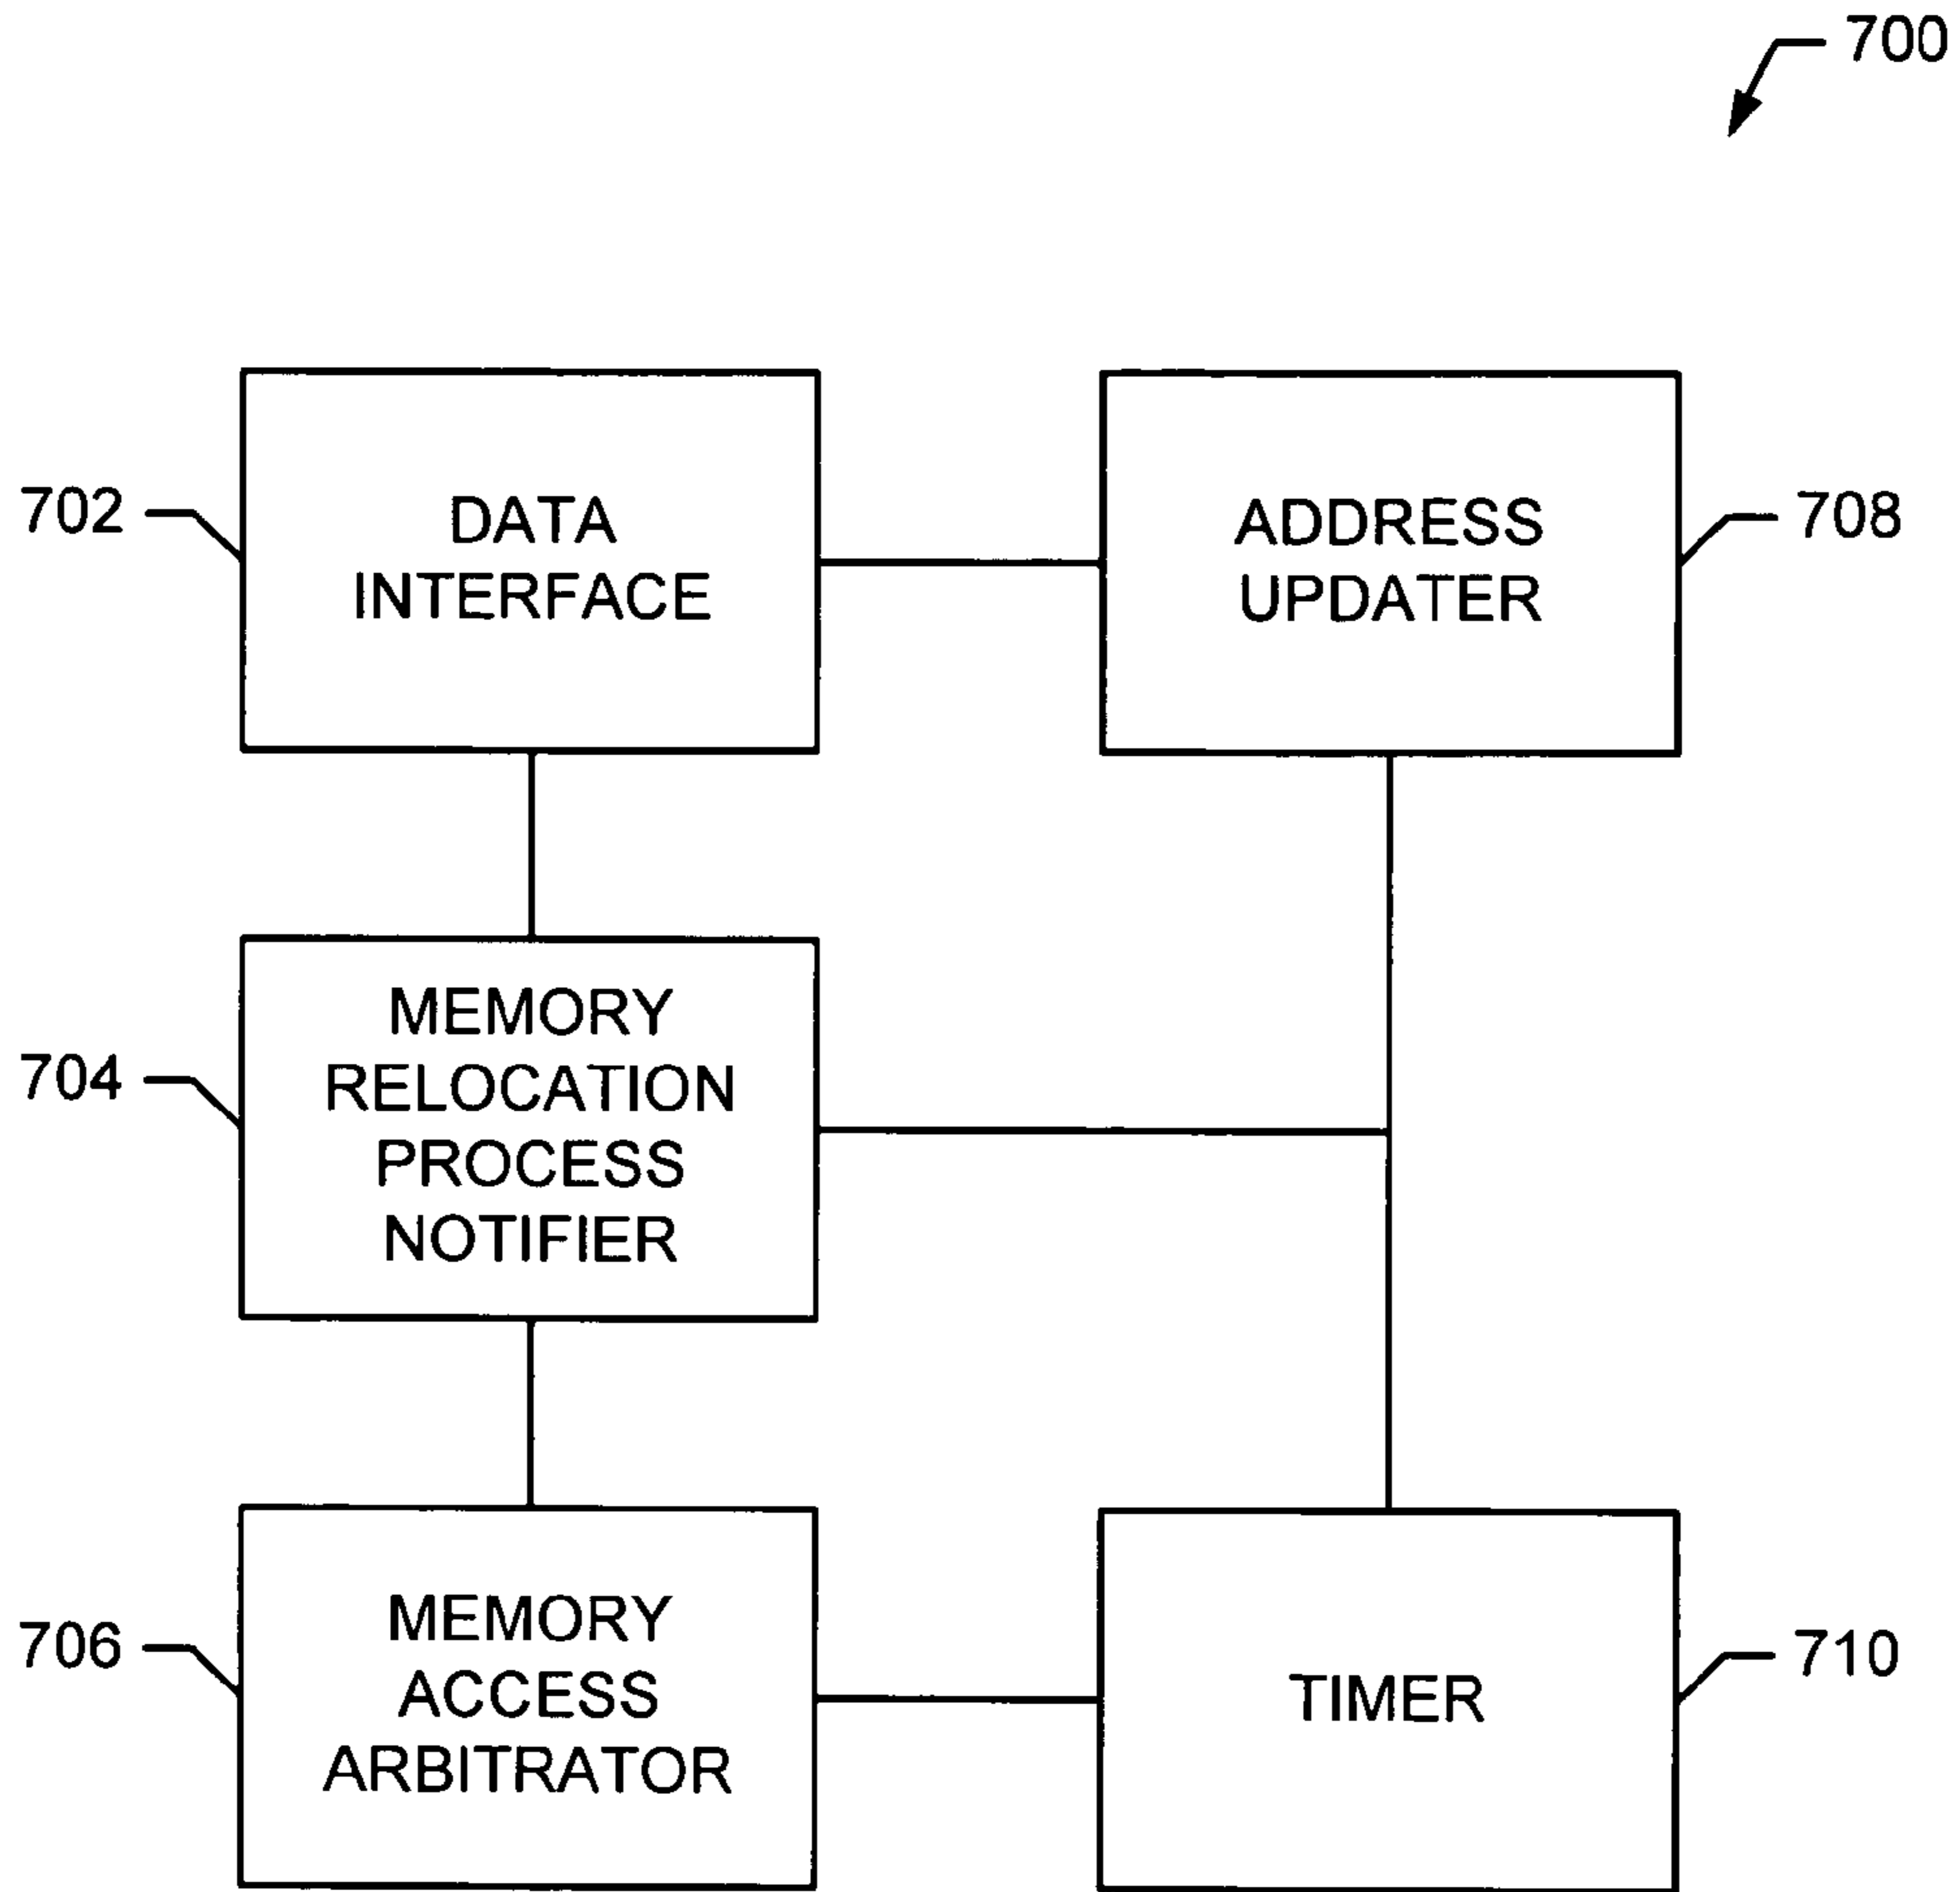 700
702
DATA
INTERFACE
ADDRESS
UPDATER
708
704
MEMORY
RELOCATION
PROCESS
NOTIFIER
706
MEMORY
ACCESS
ARBITRATOR
TIMER
710